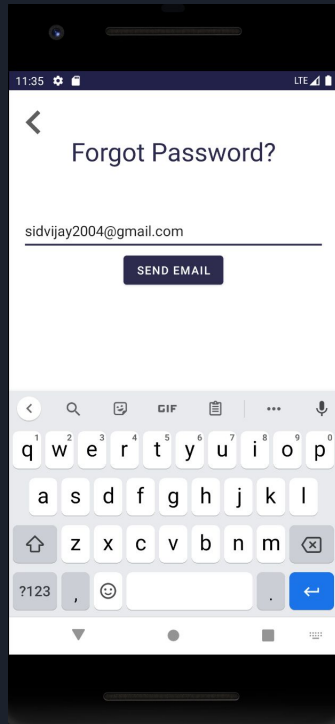 11:35 LTE
Forgot Password?
sidvijay2004@gmail.com
SEND EMAIL
GIF
1 2 3 4 5 6 7 8 9 0
q w e r t y u i o p
a s d f g h j k l
z x c v b n m
?123 , .